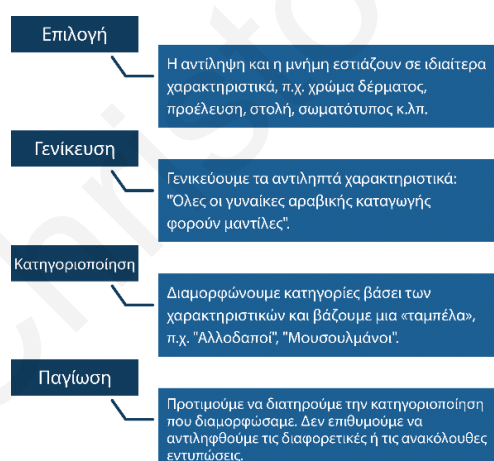 Επιλογή
Η αντίληψη και η μνήμη εστιάζουν σε ιδιαίτερα
χαρακτηριστικά, π.χ. χρώμα δέρματος,
προέλευση, στολή, σωματότυπος κ.λπ.
Γενίκευση
Γενικεύουμε τα αντιληπτά χαρακτηριστικά:
"Όλες οι γυναίκες αραβικής καταγωγής
φορούν μαντίλες".
Κατηγοριοποίηση
Διαμορφώνουμε κατηγορίες βάσει των
χαρακτηριστικών και βάζουμε μια «ταμπέλα»,
π.χ. "Αλλοδαποί", "Μουσουλμάνοι".
Παγίωση
Προτιμούμε να διατηρούμε την κατηγοριοποίηση
που διαμορφώσαμε. Δεν επιθυμούμε να
αντιληφθούμε τις διαφορετικές ή τις ανακόλουθες
εντυπώσεις.